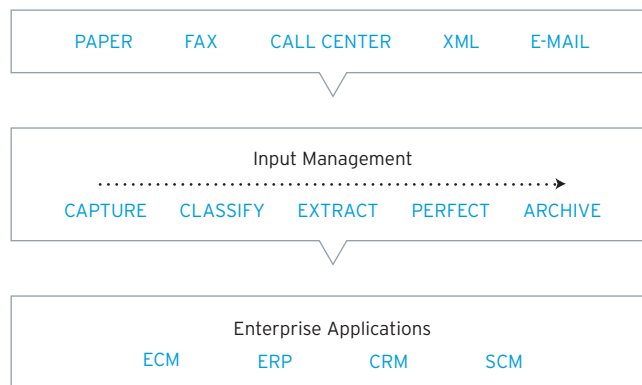 PAPER FAX CALL CENTER XML E-MAIL
Input Management
CAPTURE CLASSIFY EXTRACT PERFECT ARCHIVE
Enterprise Applications
ECM ERP CRM SCM